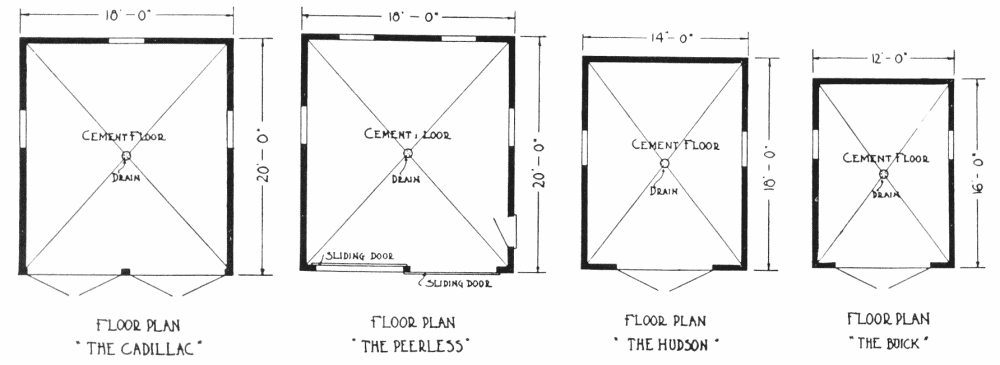 18'-0"
20'-0"
CEMENT FLOOR
DRAIN
FLOOR PLAN
"THE CADILLAC"
18'-0"
20'-0"
CEMENT LOOR
DRAIN
SLIDING DOOR
SLIDING DOOR
FLOOR PLAN
"THE PEERLESS"
14'-0"
18'-0"
CEMENT FLOOR
DRAIN
FLOOR PLAN
"THE HUDSON"
12'-0"
16'-0"
CEMENT FLOOR
DRAIN
FLOOR PLAN
"THE BUICK"